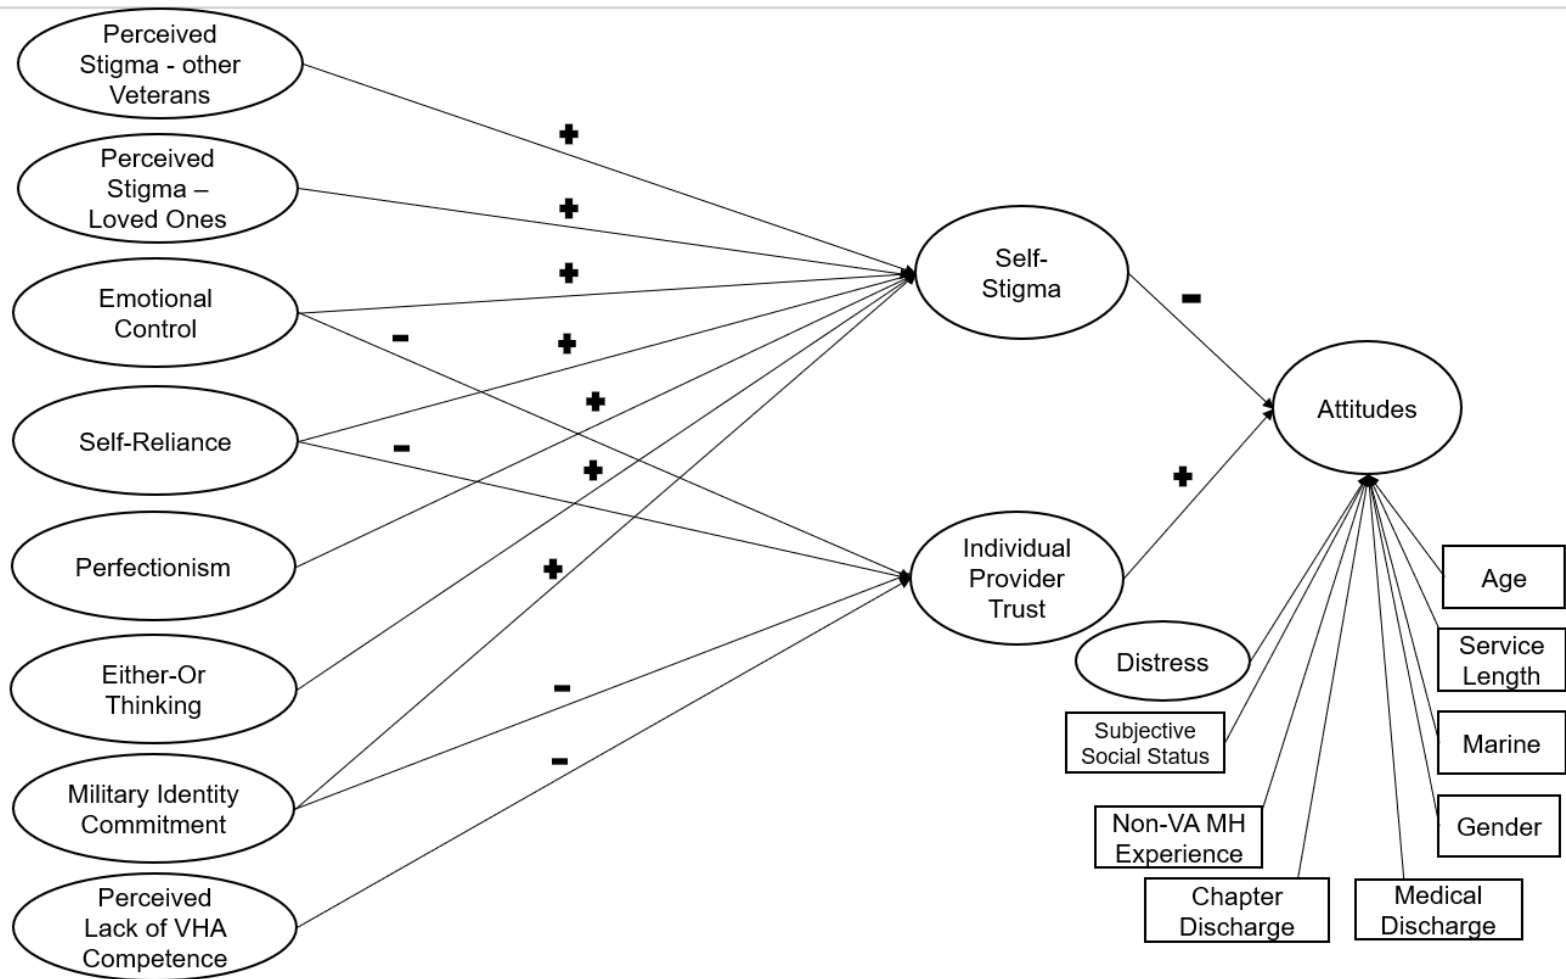 Perceived
Stigma - other
Veterans
Perceived
Stigma –
Loved Ones
Emotional
Control
Self-Reliance
Perfectionism
Either-Or
Thinking
Military Identity
Commitment
Perceived
Lack of VHA
Competence
+
+
+
-
+
+
-
+
+
-
-
Self-
Stigma
Individual
Provider
Trust
-
+
Attitudes
Distress
Subjective
Social Status
Non-VA MH
Experience
Chapter
Discharge
Medical
Discharge
Age
Service
Length
Marine
Gender